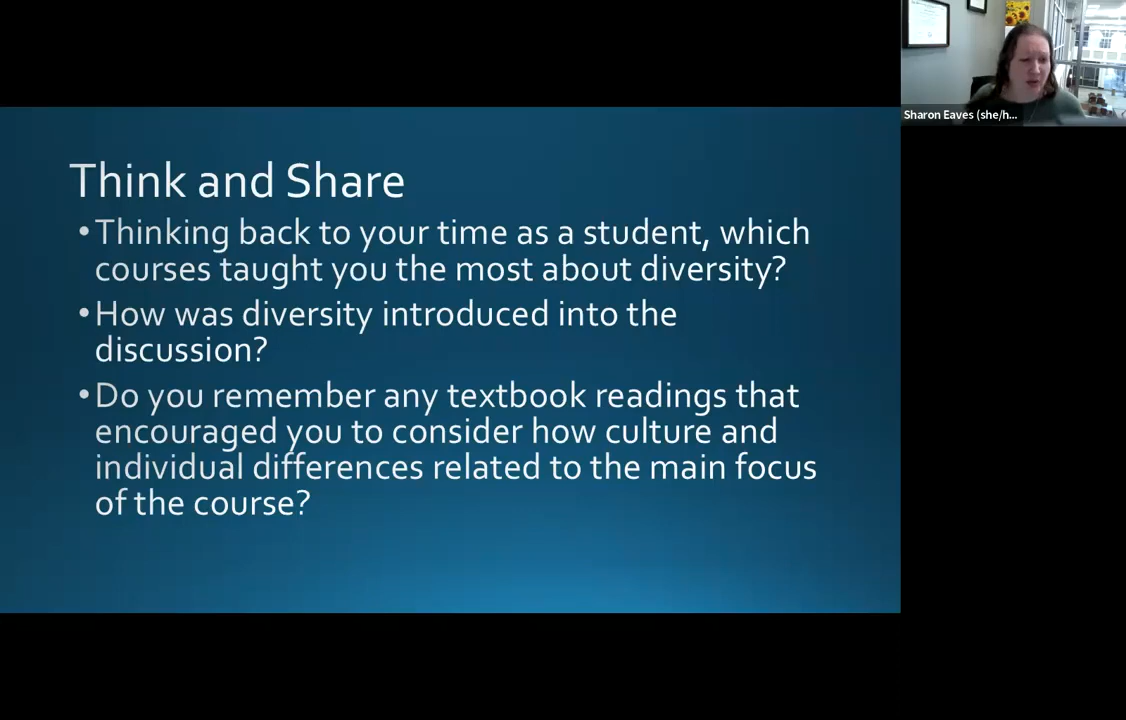 Think and Share
•Thinking back to your time as a student, which
courses taught you the most about diversity?
•How was diversity introduced into the
discussion?
•Do you remember any textbook readings that
encouraged you to consider how culture and
individual differences related to the main focus
of the course?
Sharon Eaves (she/h...